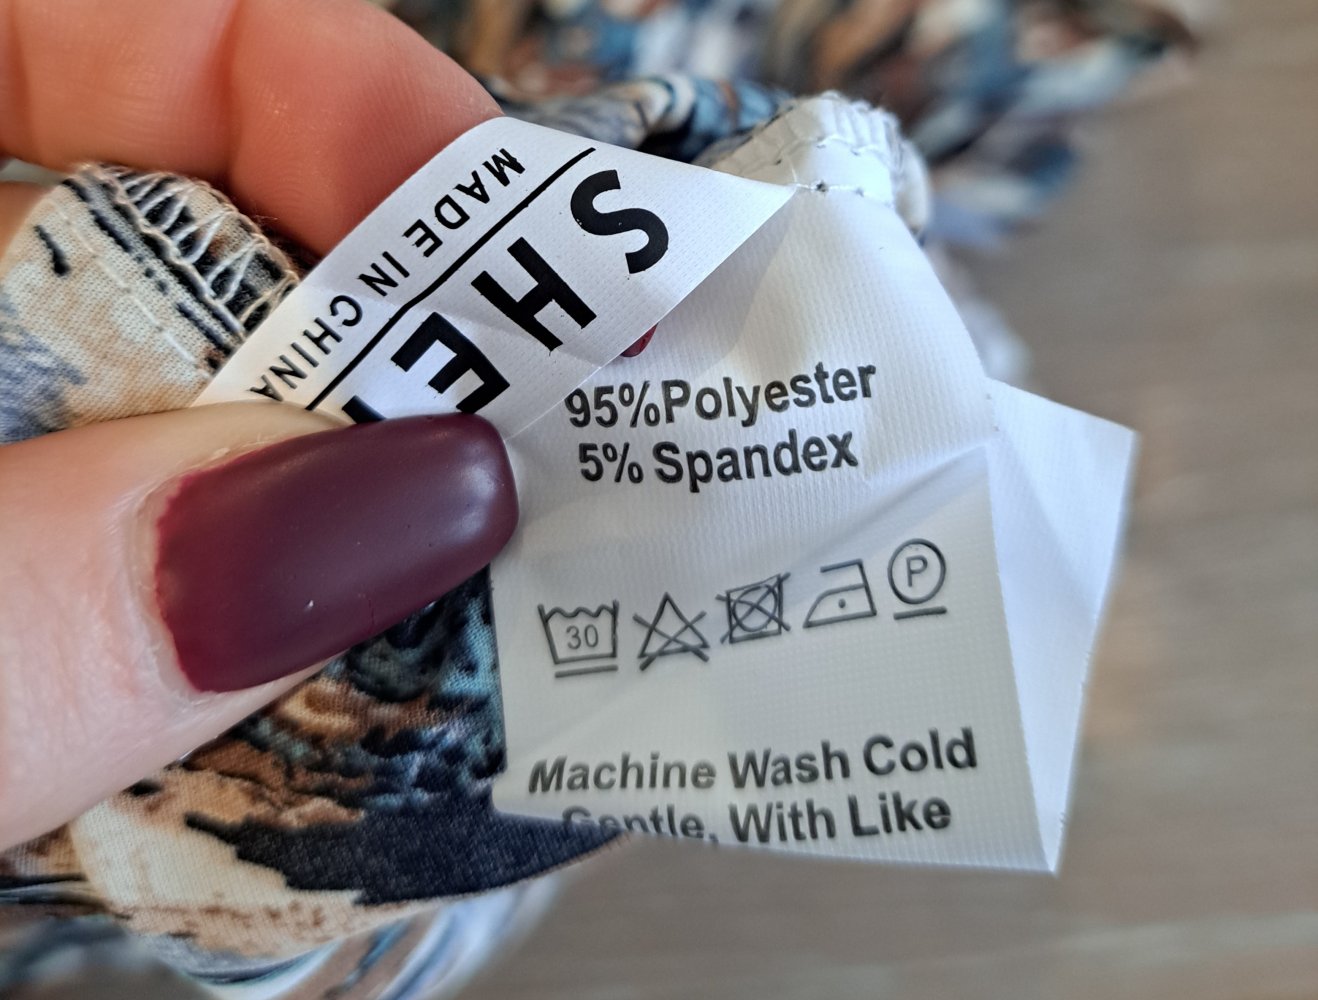 MADE IN CHINA
SHE
95%Polyester
5% Spandex
30
P
Machine Wash Cold
Gentle, With Like